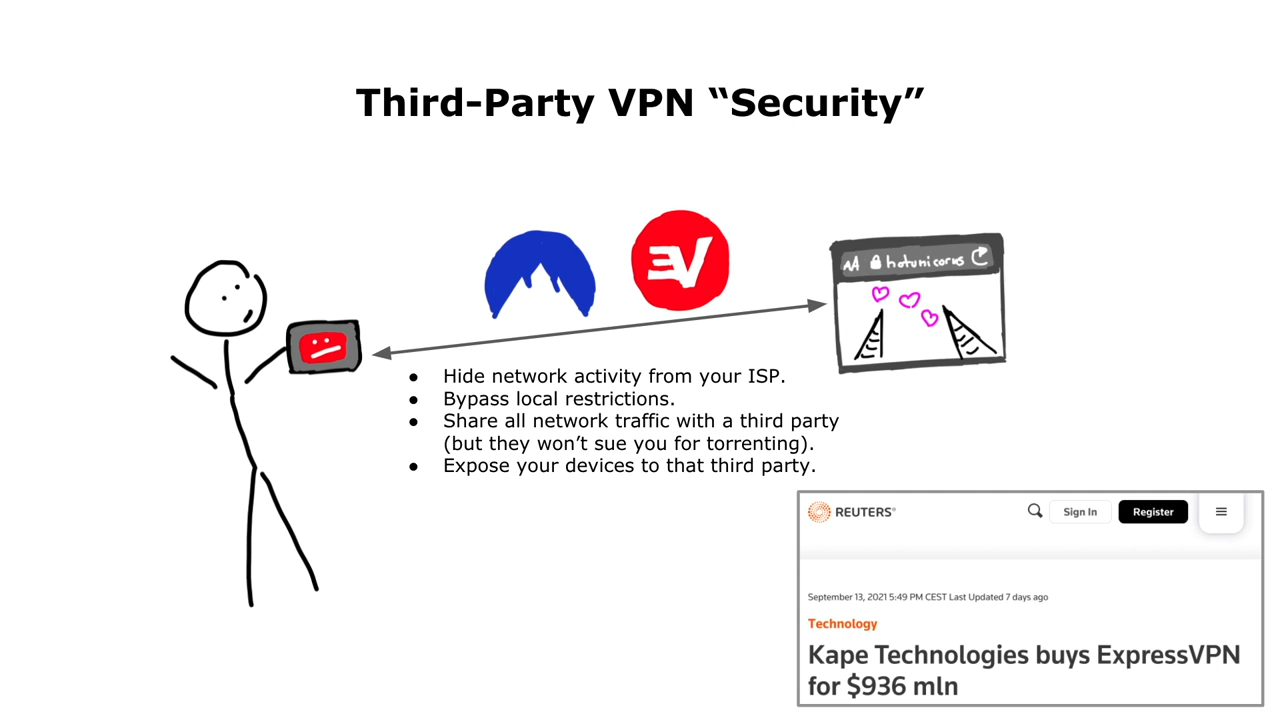 Third-Party VPN “Security”
EV
AA hotunicorns
● Hide network activity from your ISP.
● Bypass local restrictions.
● Share all network traffic with a third party
(but they won’t sue you for torrenting).
● Expose your devices to that third party.
REUTERS®
Sign In
Register
September 13, 2021 5:49 PM CEST Last Updated 7 days ago
Technology
Kape Technologies buys ExpressVPN
for $936 mln